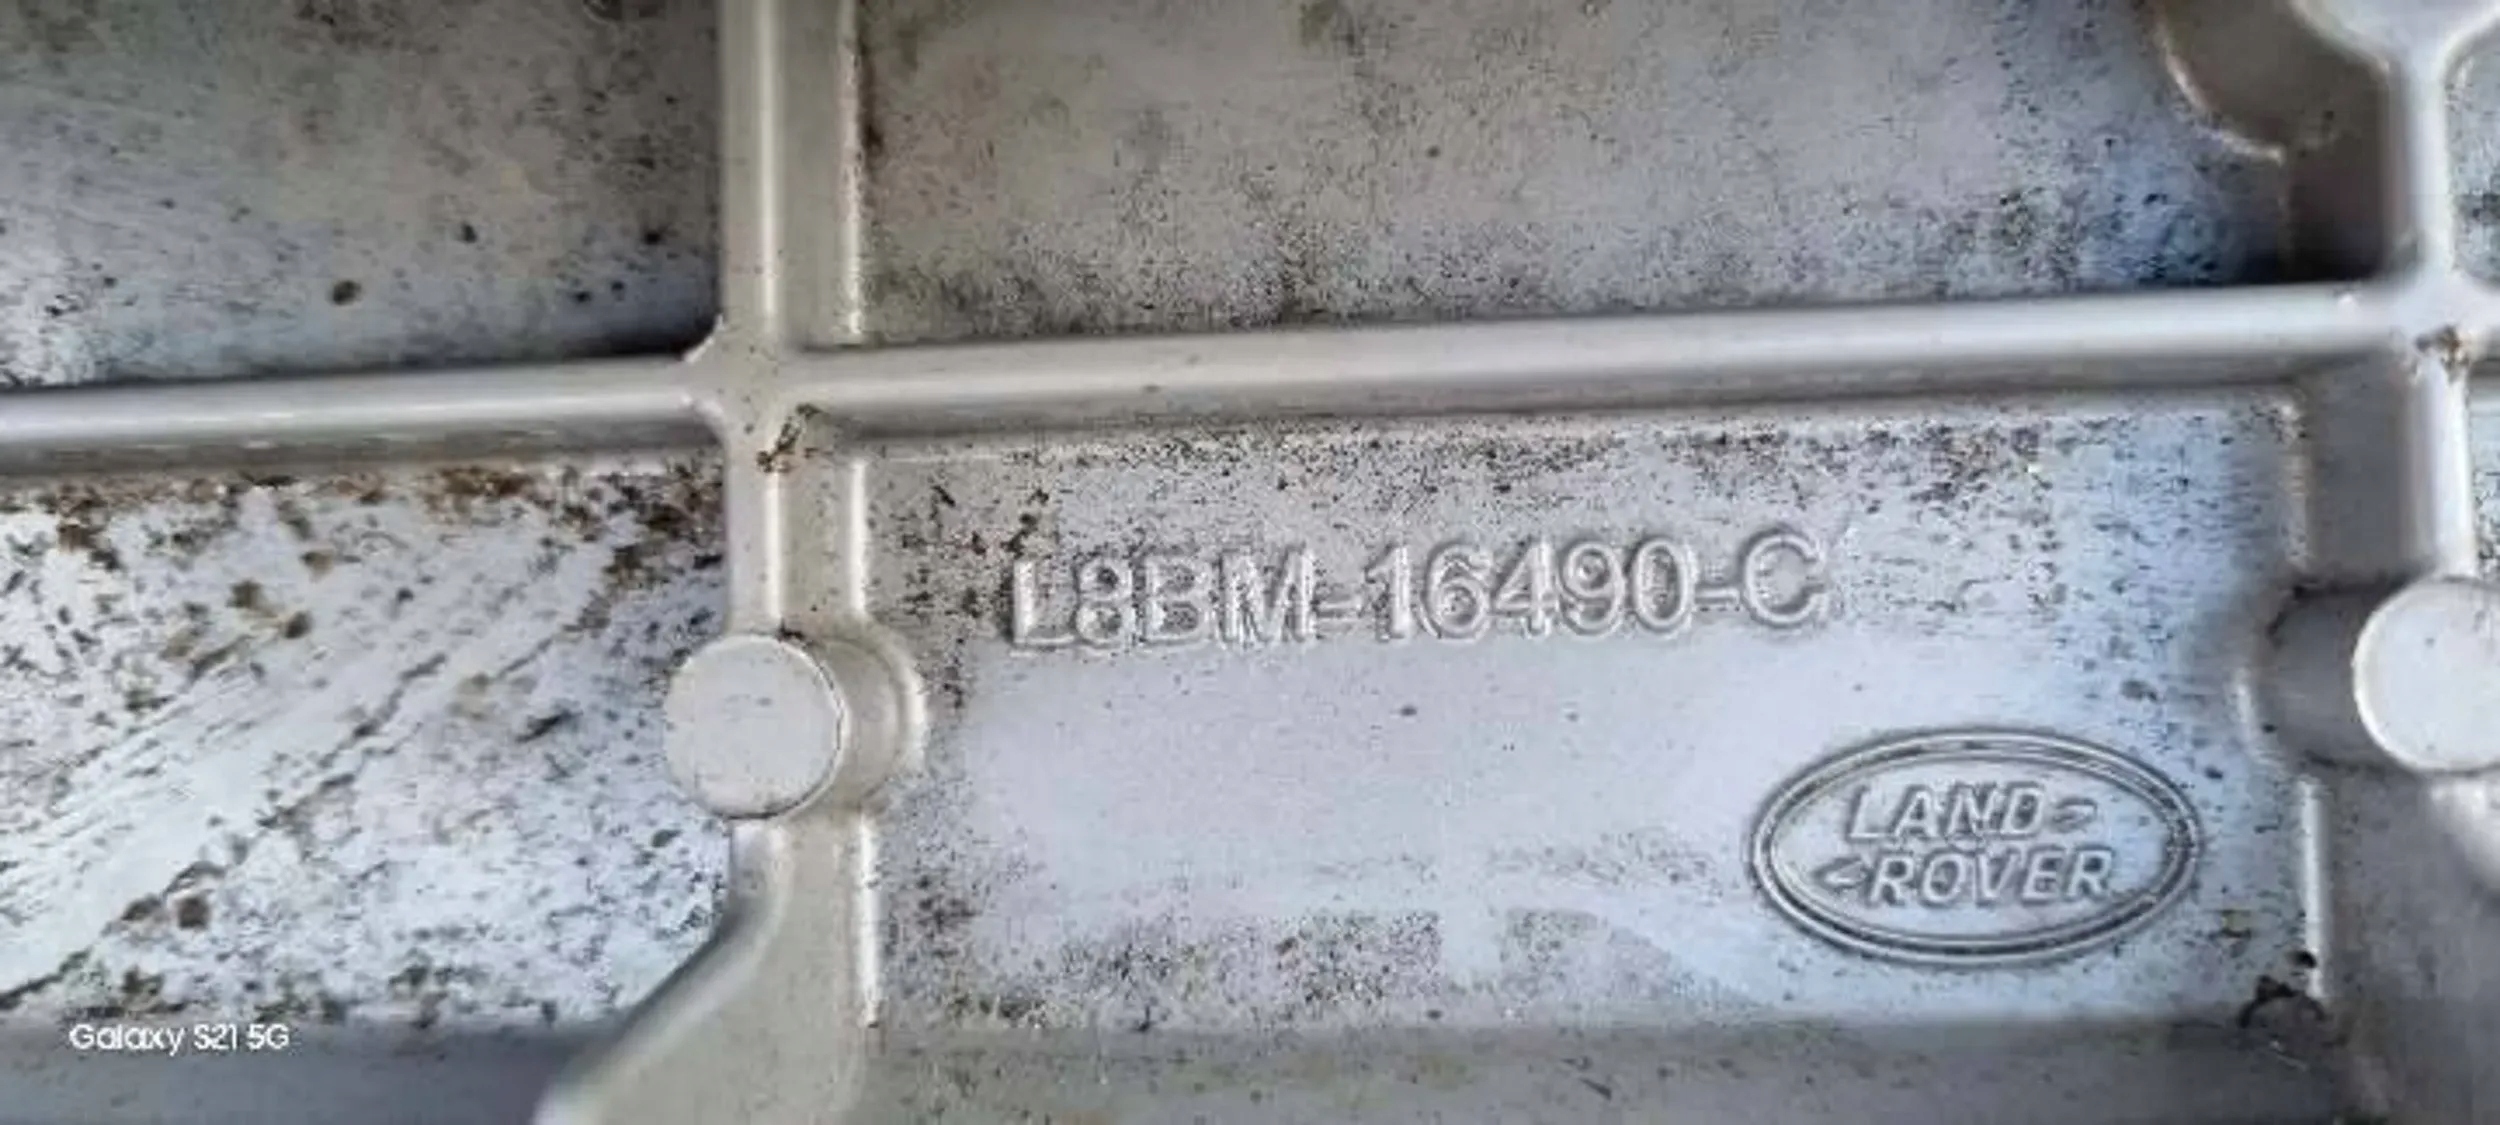 L8BM-16490-C
LAND
ROVER
Galaxy S21 5G